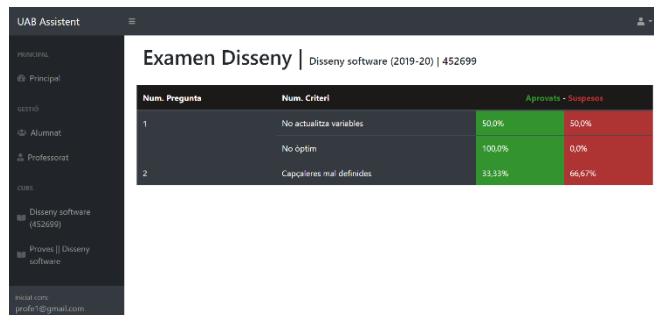 UAB Assistent
PRINCIPAL
Principal
GESTIÓ
Alumnat
Professorat
CURS
Disseny software
(452699)
Proves || Disseny
software
Iniciat com:
profe1@gmail.com
Examen Disseny | Disseny software (2019-20) | 452699
Num. Pregunta Num. Criteri Aprovats - Suspesos
1 No actualitza variables 50,0% 50,0%
No òptim 100,0% 0,0%
2 Capçaleres mal definides 33,33% 66,67%